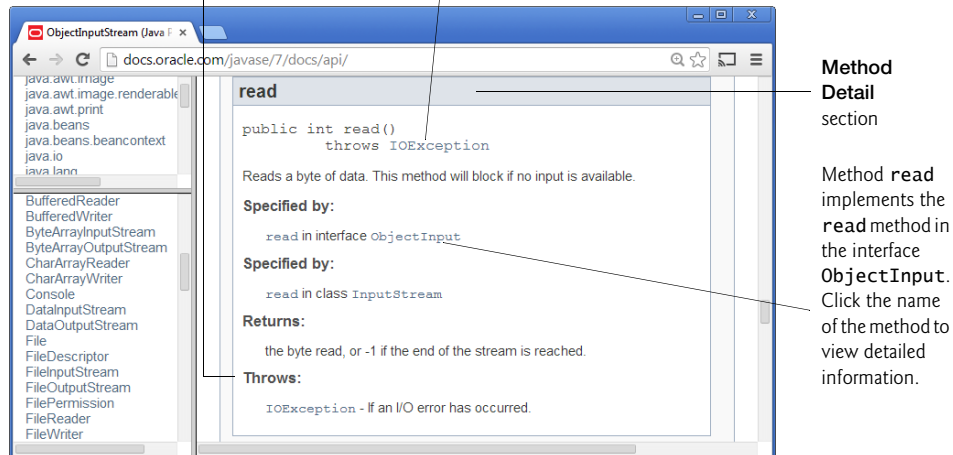 ObjectInputStream (Java P
docs.oracle.com/javase/7/docs/api/
java.awt.image
java.awt.image.renderable
java.awt.print
java.beans
java.beans.beancontext
java.io
java.lang
BufferedReader
BufferedWriter
ByteArrayInputStream
ByteArrayOutputStream
CharArrayReader
CharArrayWriter
Console
DataInputStream
DataOutputStream
File
FileDescriptor
FileInputStream
FileOutputStream
FilePermission
FileReader
FileWriter
read
public int read()
throws IOException
Reads a byte of data. This method will block if no input is available.
Specified by:
read in interface ObjectInput
Specified by:
read in class InputStream
Returns:
the byte read, or -1 if the end of the stream is reached.
Throws:
IOException - If an I/O error has occurred.
Method
Detail
section
Method read
implements the
read method in
the interface
ObjectInput.
Click the name
of the method to
view detailed
information.